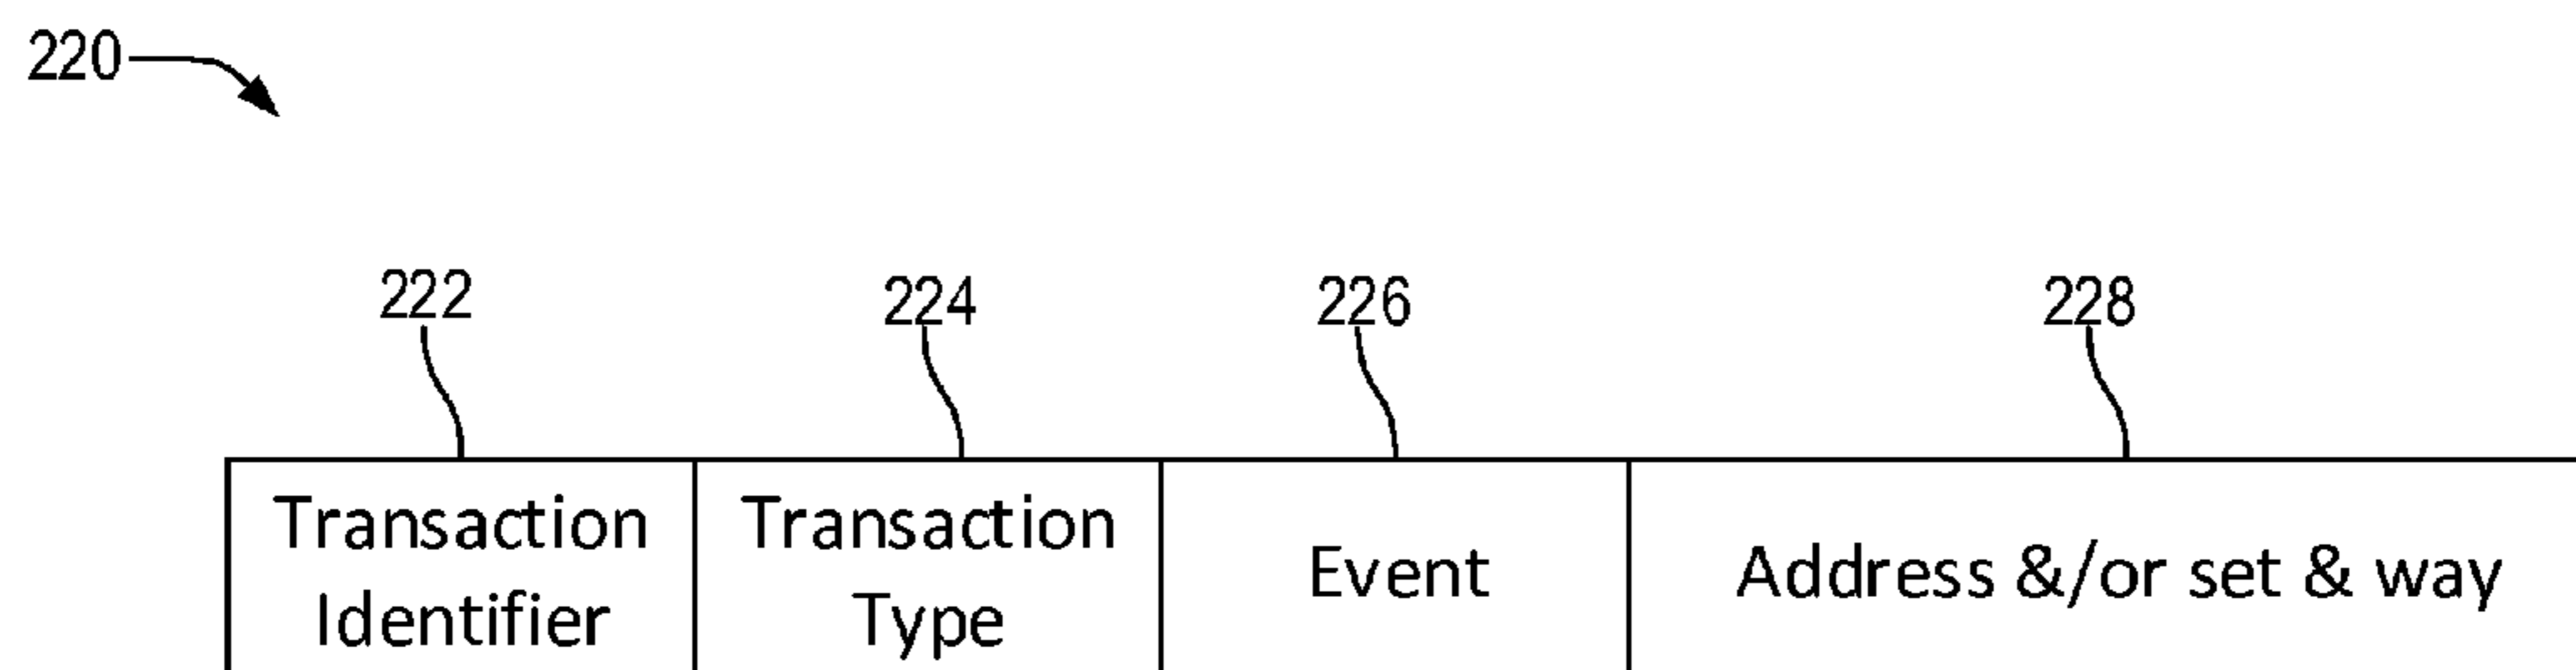 220
222
224
226
228
Transaction Identifier
Transaction Type
Event
Address &/or set & way